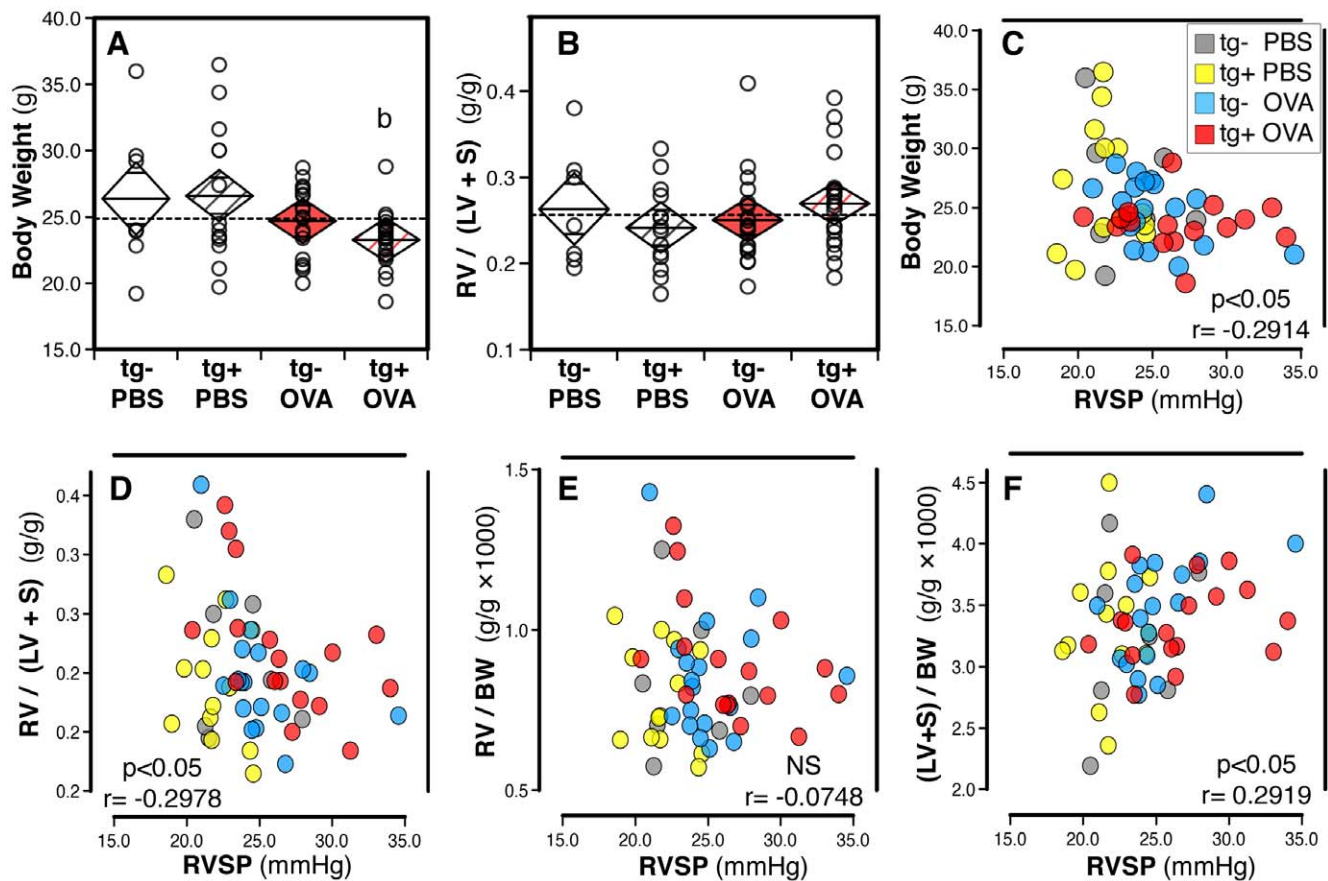 A
Body Weight (g)
40.0
35.0
30.0
25.0
20.0
15.0
b
tg- tg+ tg- tg+
PBS PBS OVA OVA
B
RV / (LV + S) (g/g)
0.4
0.3
0.2
0.1
tg- tg+ tg- tg+
PBS PBS OVA OVA
C
Body Weight (g)
40.0
35.0
30.0
25.0
20.0
15.0
tg- PBS
tg+ PBS
tg- OVA
tg+ OVA
p<0.05
r= -0.2914
15.0 20.0 25.0 30.0 35.0
RVSP (mmHg)
D
RV / (LV + S) (g/g)
0.4
0.3
0.3
0.2
0.2
0.2
p<0.05
r= -0.2978
15.0 20.0 25.0 30.0 35.0
RVSP (mmHg)
E
RV / BW (g/g ×1000)
1.5
1.0
0.5
NS
r= -0.0748
15.0 20.0 25.0 30.0 35.0
RVSP (mmHg)
F
(LV+S) / BW (g/g ×1000)
4.5
4.0
3.5
3.0
2.5
2.0
p<0.05
r= 0.2919
15.0 20.0 25.0 30.0 35.0
RVSP (mmHg)